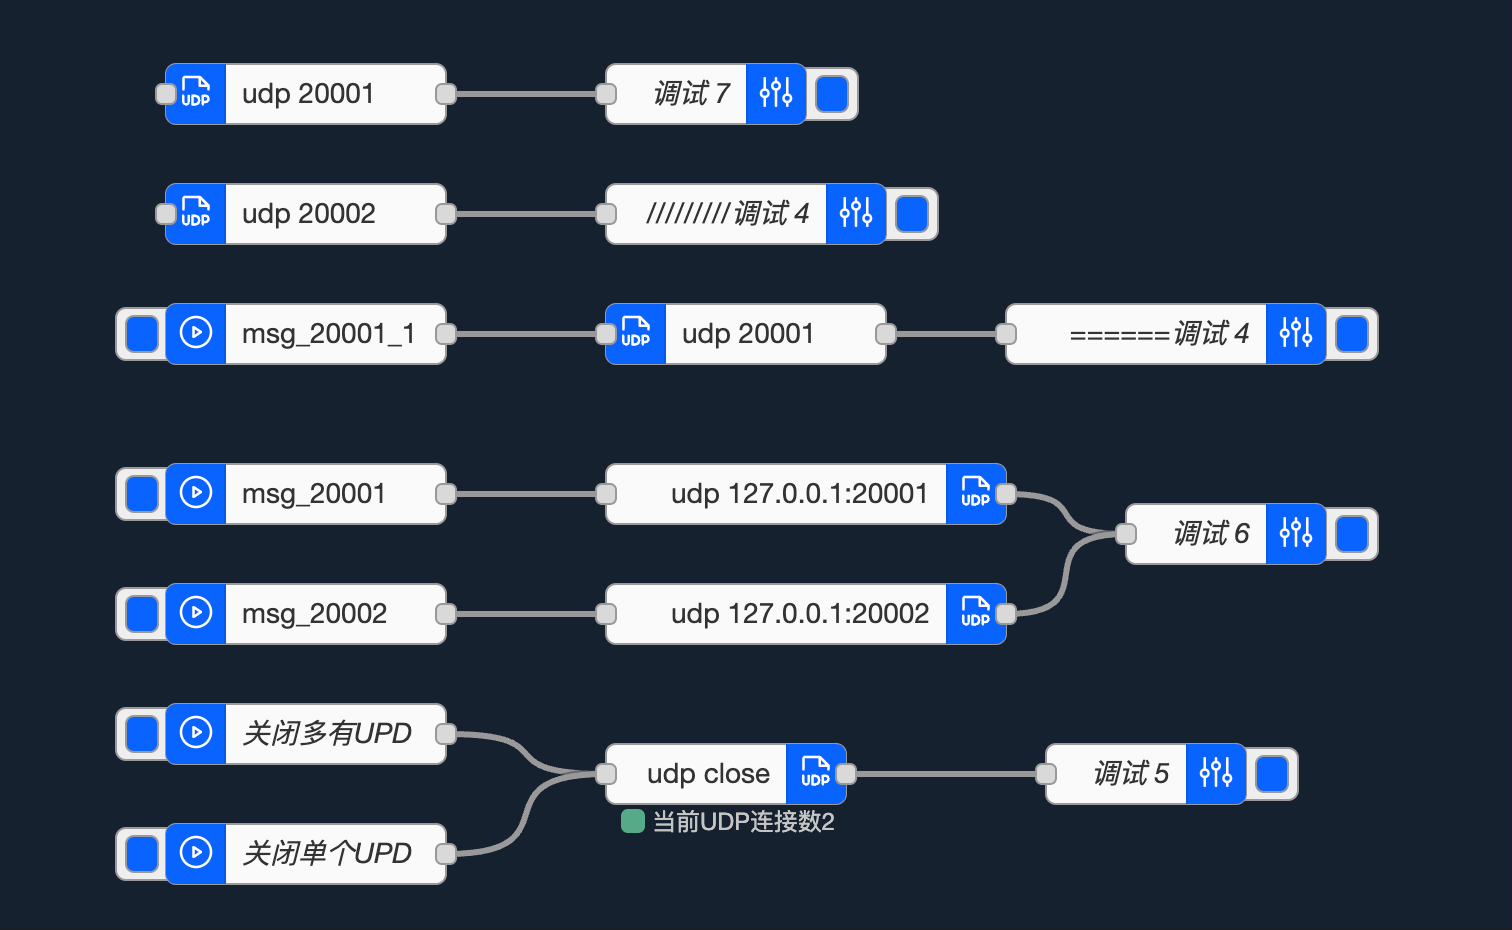 UDP udp 20001 调试 7
UDP udp 20002 /////////调试 4
msg_20001_1 UDP udp 20001 ======调试 4
msg_20001 udp 127.0.0.1:20001 UDP
调试 6
msg_20002 udp 127.0.0.1:20002 UDP
关闭多有UPD
udp close UDP 调试 5
当前UDP连接数2
关闭单个UPD